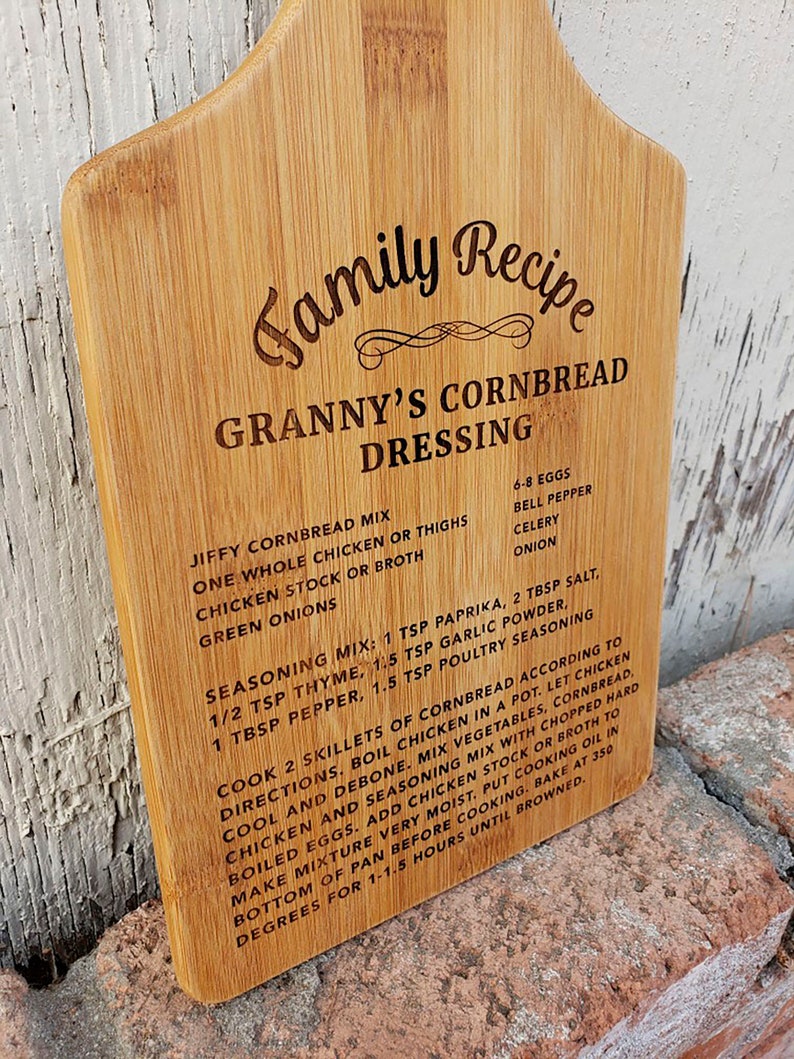 Family Recipe
GRANNY'S CORNBREAD
DRESSING
JIFFY CORNBREAD MIX
ONE WHOLE CHICKEN OR THIGHS
CHICKEN STOCK OR BROTH
GREEN ONIONS
6-8 EGGS
BELL PEPPER
CELERY
ONION
SEASONING MIX: 1 TSP PAPRIKA, 2 TBSP SALT,
1/2 TSP THYME, 1.5 TSP GARLIC POWDER,
1 TBSP PEPPER, 1.5 TSP POULTRY SEASONING
COOK 2 SKILLETS OF CORNBREAD ACCORDING TO
DIRECTIONS. BOIL CHICKEN IN A POT. LET CHICKEN
COOL AND DEBONE. MIX VEGETABLES, CORNBREAD,
CHICKEN AND SEASONING MIX WITH CHOPPED HARD
BOILED EGGS. ADD CHICKEN STOCK OR BROTH TO
MAKE MIXTURE VERY MOIST. PUT COOKING OIL IN
BOTTOM OF PAN BEFORE COOKING. BAKE AT 350
DEGREES FOR 1-1.5 HOURS UNTIL BROWNED.